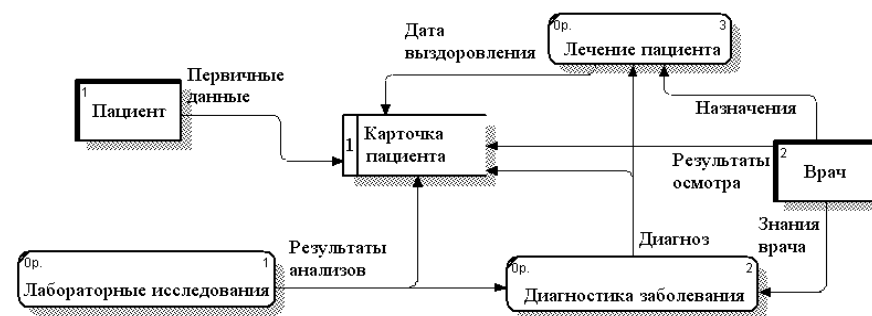 0р.
3
Лечение пациента
Дата
выздоровления
Первичные
данные
1
Пациент
Назначения
1
Карточка
пациента
Результаты
осмотра
2
Врач
Знания
врача
Диагноз
Результаты
анализов
0р.
1
Лабораторные исследования
0р.
2
Диагностика заболевания